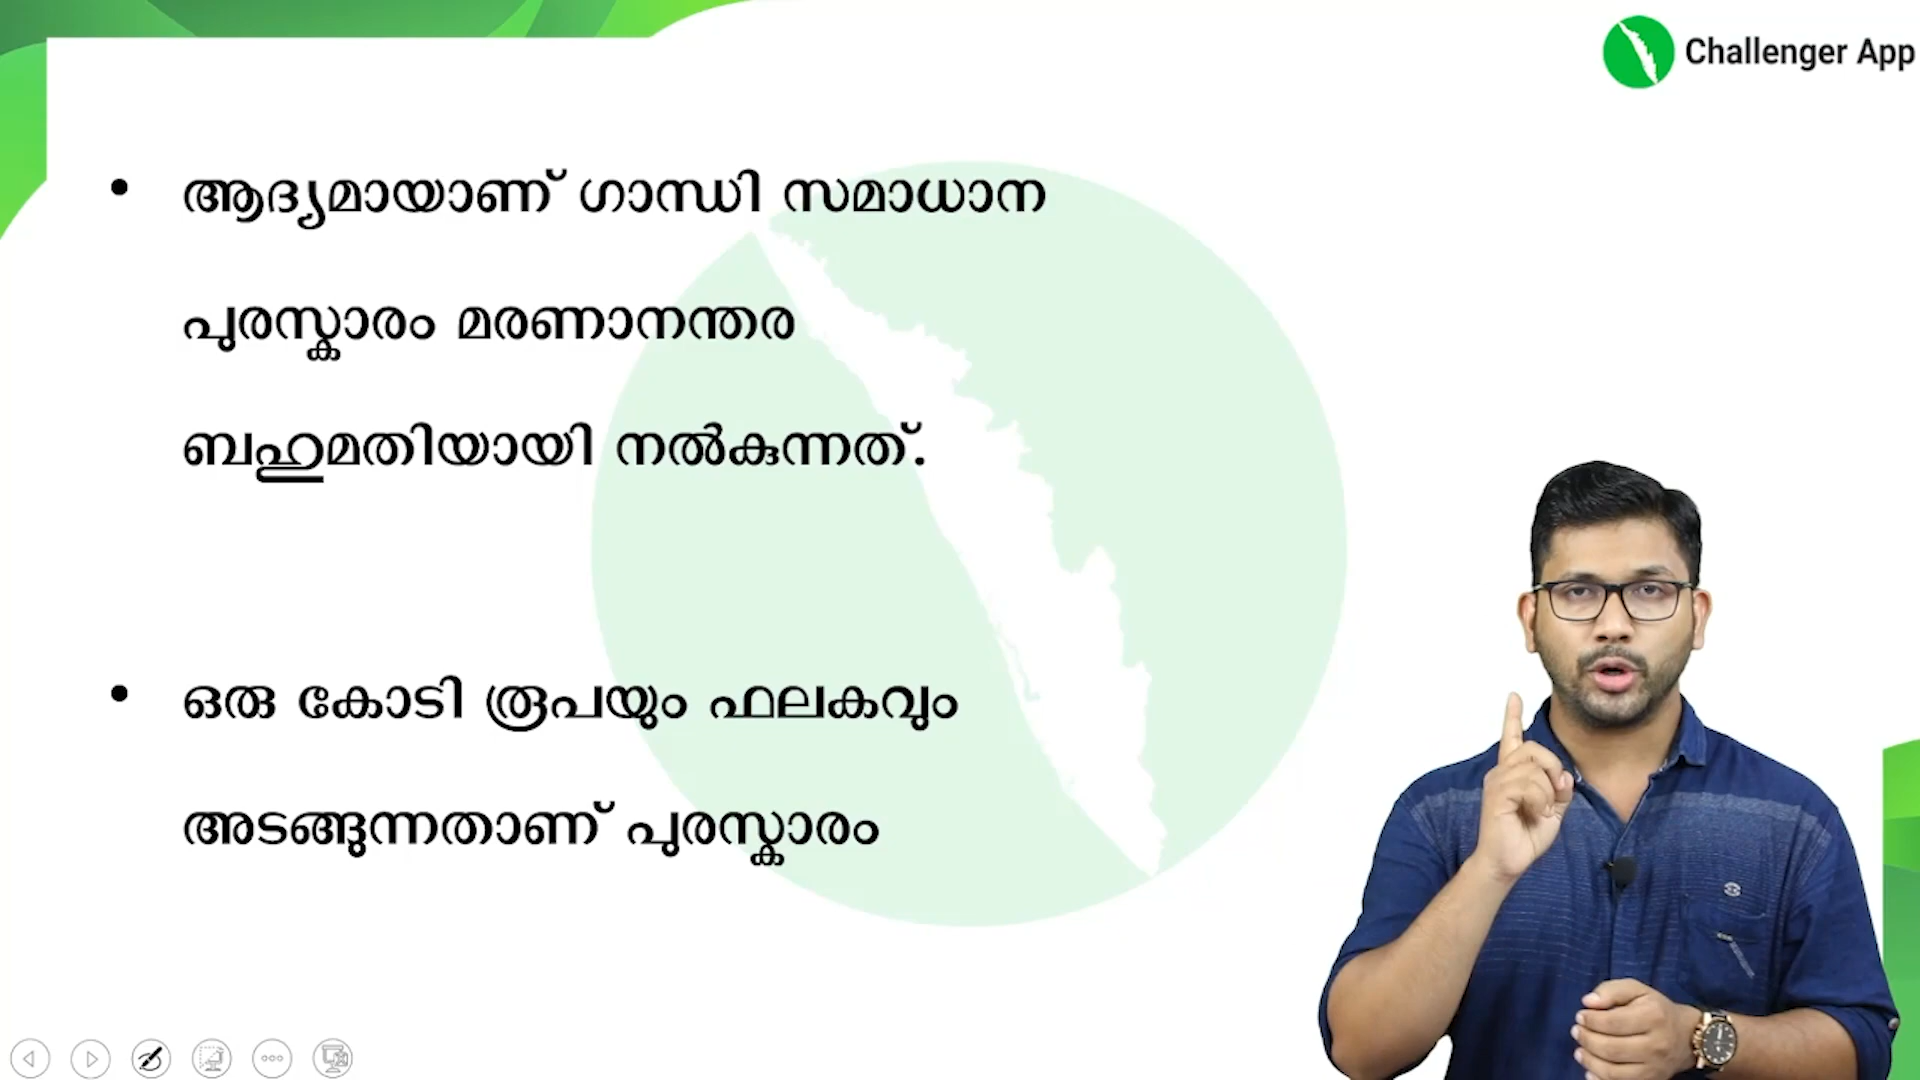 Challenger App
• ആദ്യമായാണ് ഗാന്ധി സമാധാന
പുരസ്കാരം മരണാനന്തര
ബഹുമതിയായി നൽകുന്നത്.
• ഒരു കോടി രൂപയും ഫലകവും
അടങ്ങുന്നതാണ് പുരസ്കാരം